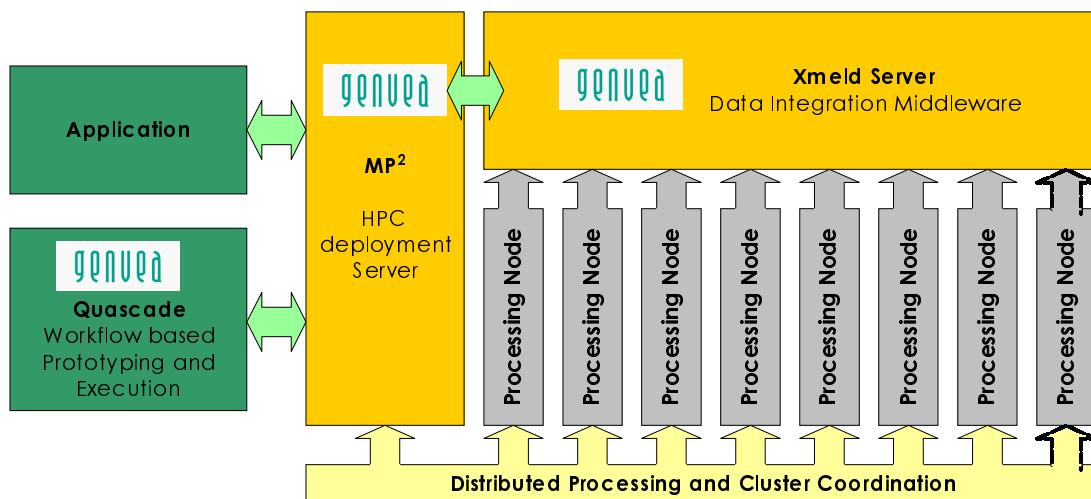 Application
genvea
Quascade
Workflow based
Prototyping and
Execution
genvea
MP²
HPC
deployment
Server
genvea
Xmeld Server
Data Integration Middleware
Processing Node
Processing Node
Processing Node
Processing Node
Processing Node
Processing Node
Processing Node
Processing Node
Distributed Processing and Cluster Coordination